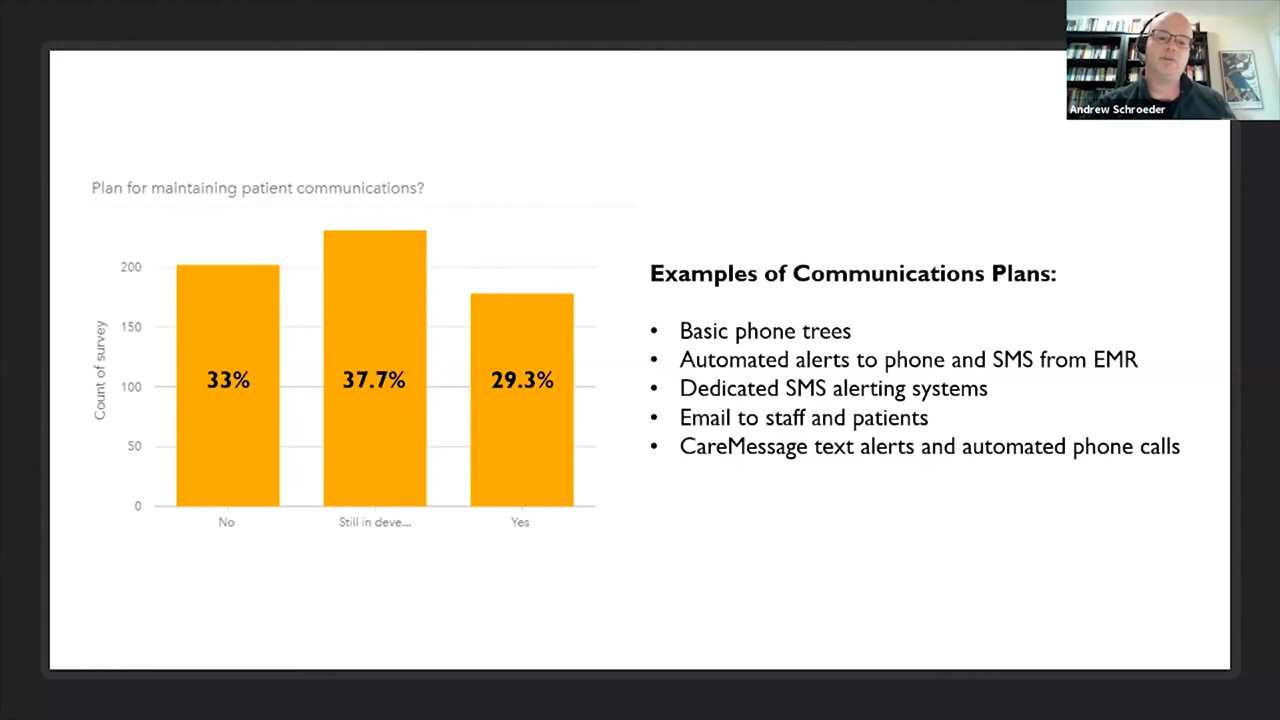 Andrew Schroeder
Plan for maintaining patient communications?
Count of survey
200
150
100
50
0
33%
37.7%
29.3%
No
Still in deve...
Yes
Examples of Communications Plans:
• Basic phone trees
• Automated alerts to phone and SMS from EMR
• Dedicated SMS alerting systems
• Email to staff and patients
• CareMessage text alerts and automated phone calls